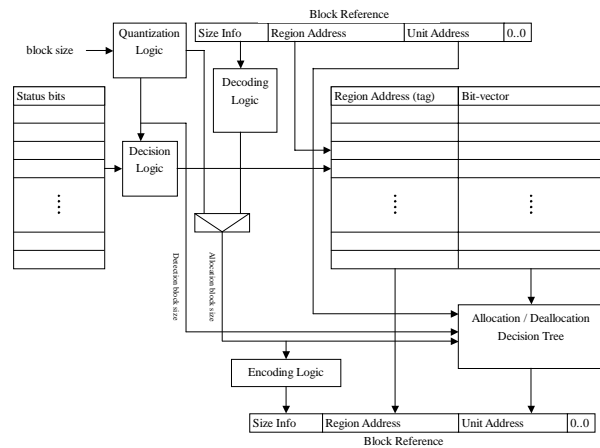 Block Reference
Size Info
Region Address
Unit Address
0..0
block size
Quantization
Logic
Decoding
Logic
Status bits
Region Address (tag)
Bit-vector
Decision
Logic
Detection block size
Allocation block size
Allocation / Deallocation
Decision Tree
Encoding Logic
Size Info
Region Address
Unit Address
0..0
Block Reference